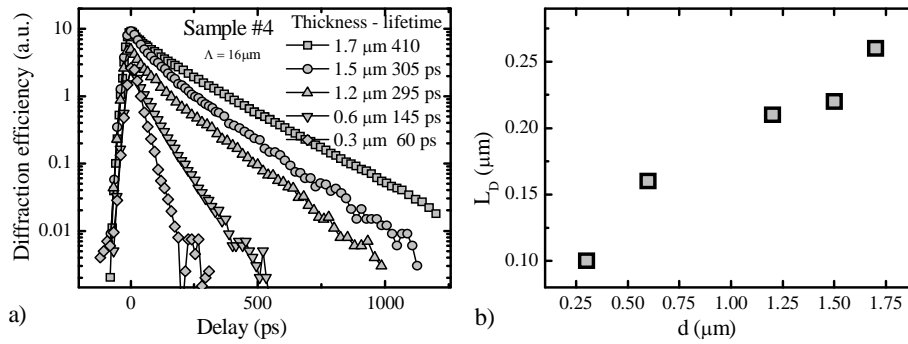 Sample #4
Λ = 16μm
Thickness - lifetime
1.7 μm 410
1.5 μm 305 ps
1.2 μm 295 ps
0.6 μm 145 ps
0.3 μm 60 ps
Diffraction efficiency (a.u.)
10
1
0.1
0.01
0
500
1000
Delay (ps)
a)
L_D (μm)
0.25
0.20
0.15
0.10
0.25
0.50
0.75
1.00
1.25
1.50
1.75
d (μm)
b)